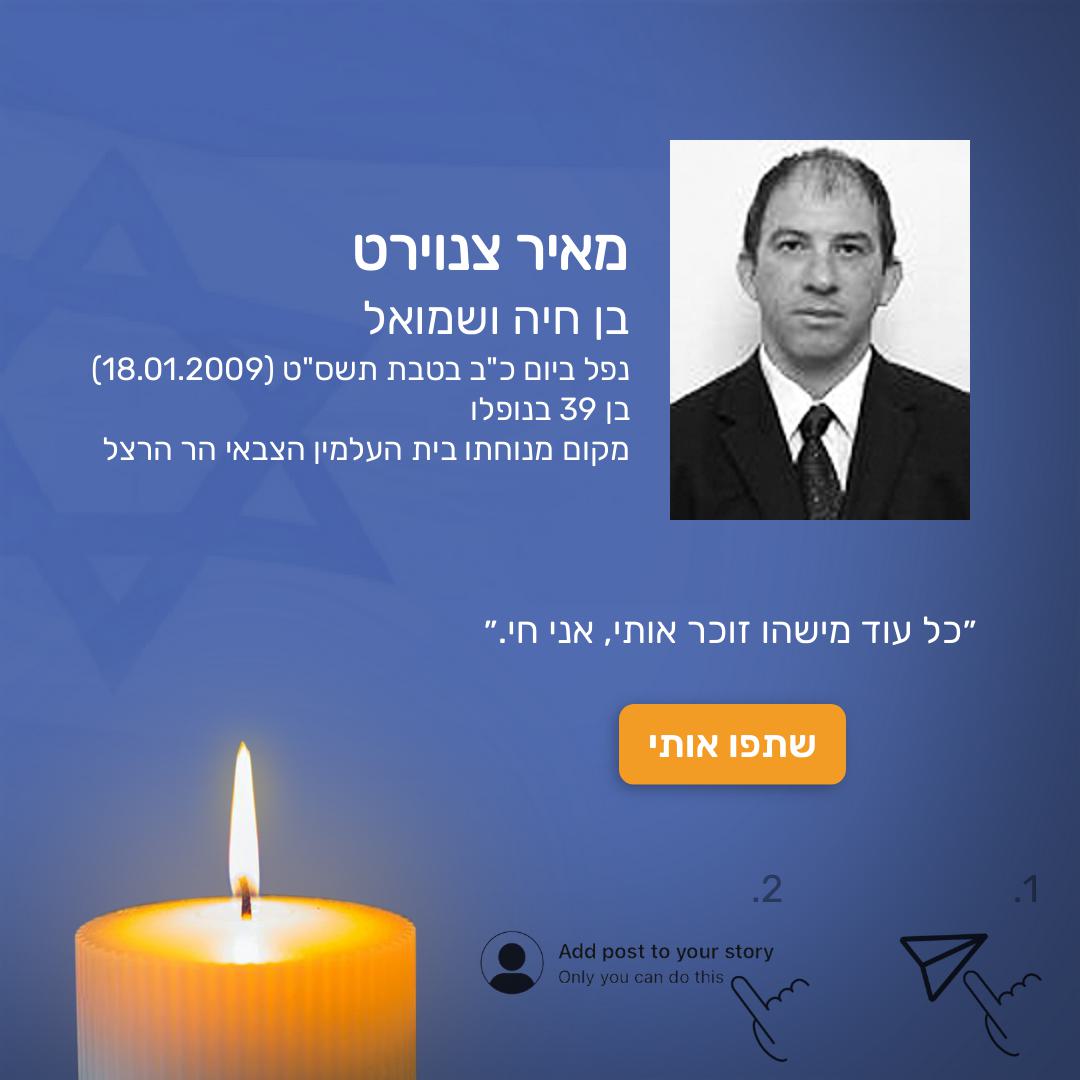 מאיר צנוירט
בן חיה ושמואל
נפל ביום כ"ב בטבת תשס"ט (18.01.2009)
בן 39 בנופלו
מקום מנוחתו בית העלמין הצבאי הר הרצל
״כל עוד מישהו זוכר אותי, אני חי.״
שתפו אותי
.1
.2
Add post to your story
Only you can do this